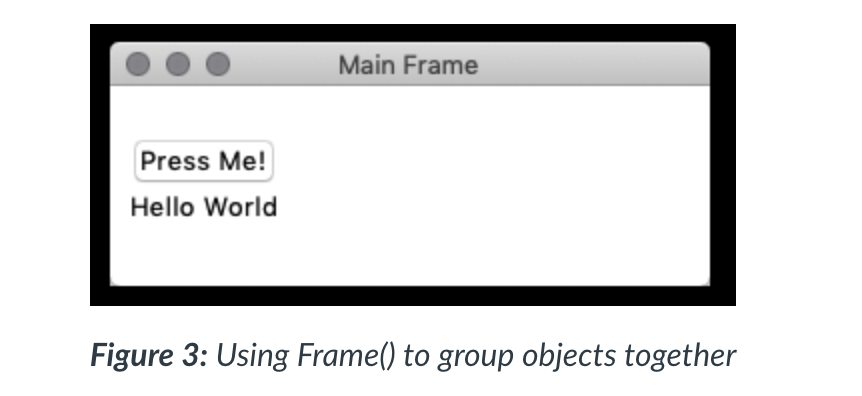 Main Frame
Press Me!
Hello World
Figure 3: Using Frame() to group objects together